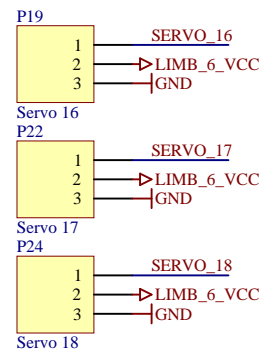 P19
1 SERVO_16
2 LIMB_6_VCC
3 GND
Servo 16
P22
1 SERVO_17
2 LIMB_6_VCC
3 GND
Servo 17
P24
1 SERVO_18
2 LIMB_6_VCC
3 GND
Servo 18